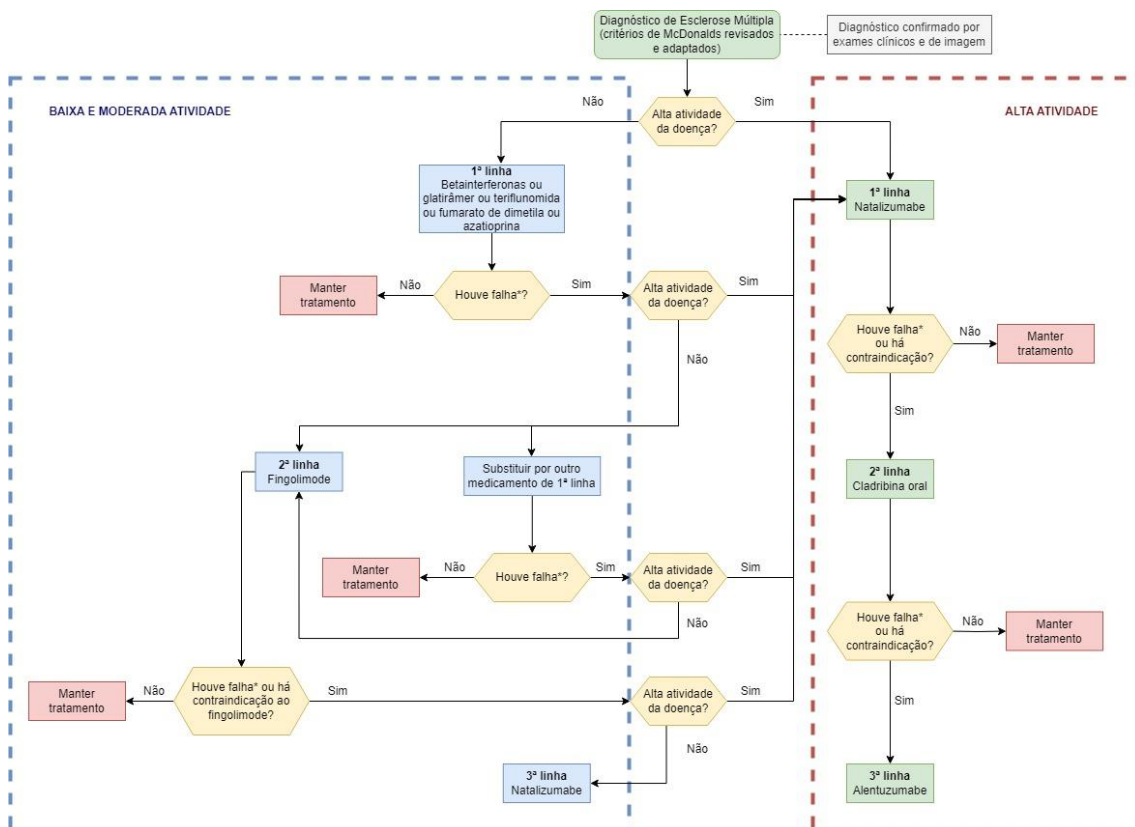 Diagnóstico de Esclerose Múltipla
(critérios de McDonalds revisados
e adaptados)
Diagnóstico confirmado por
exames clínicos e de imagem
BAIXA E MODERADA ATIVIDADE
Não
Alta atividade
da doença?
Sim
ALTA ATIVIDADE
1ª linha
Betainterferonas ou
glatirâmer ou teriflunomida
ou fumarato de dimetila ou
azatioprina
1ª linha
Natalizumabe
Manter
tratamento
Não
Houve falha*?
Sim
Alta atividade
da doença?
Sim
Não
Houve falha*
ou há
contraindicação?
Não
Manter
tratamento
Sim
2ª linha
Fingolimode
Substituir por outro
medicamento de 1ª linha
2ª linha
Cladribina oral
Manter
tratamento
Não
Houve falha*?
Sim
Alta atividade
da doença?
Sim
Não
Houve falha*
ou há
contraindicação?
Não
Manter
tratamento
Sim
Manter
tratamento
Não
Houve falha* ou há
contraindicação ao
fingolimode?
Sim
Alta atividade
da doença?
Sim
Não
3ª linha
Natalizumabe
3ª linha
Alentuzumabe